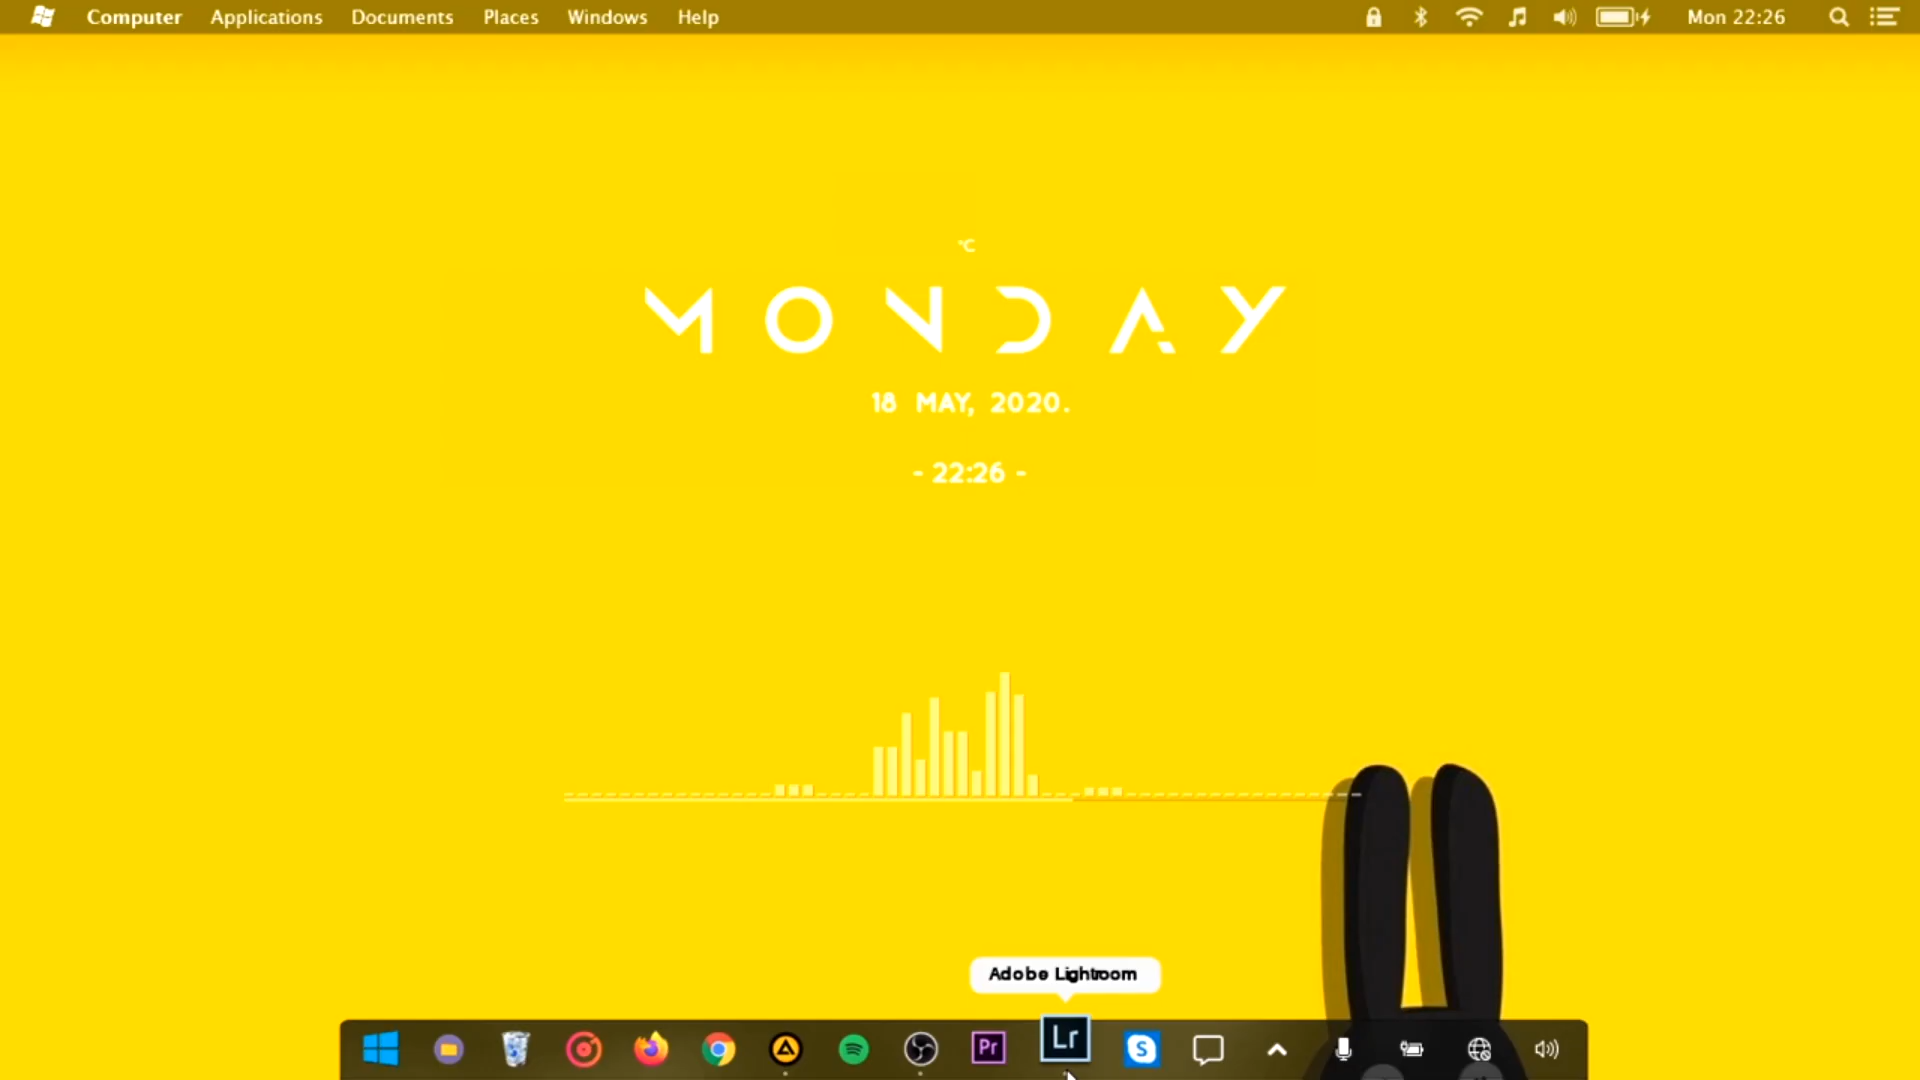 Computer Applications Documents Places Windows Help Mon 22:26
°C
MONDAY
18 MAY, 2020.
- 22:26 -
Adobe Lightroom
Pr Lr S